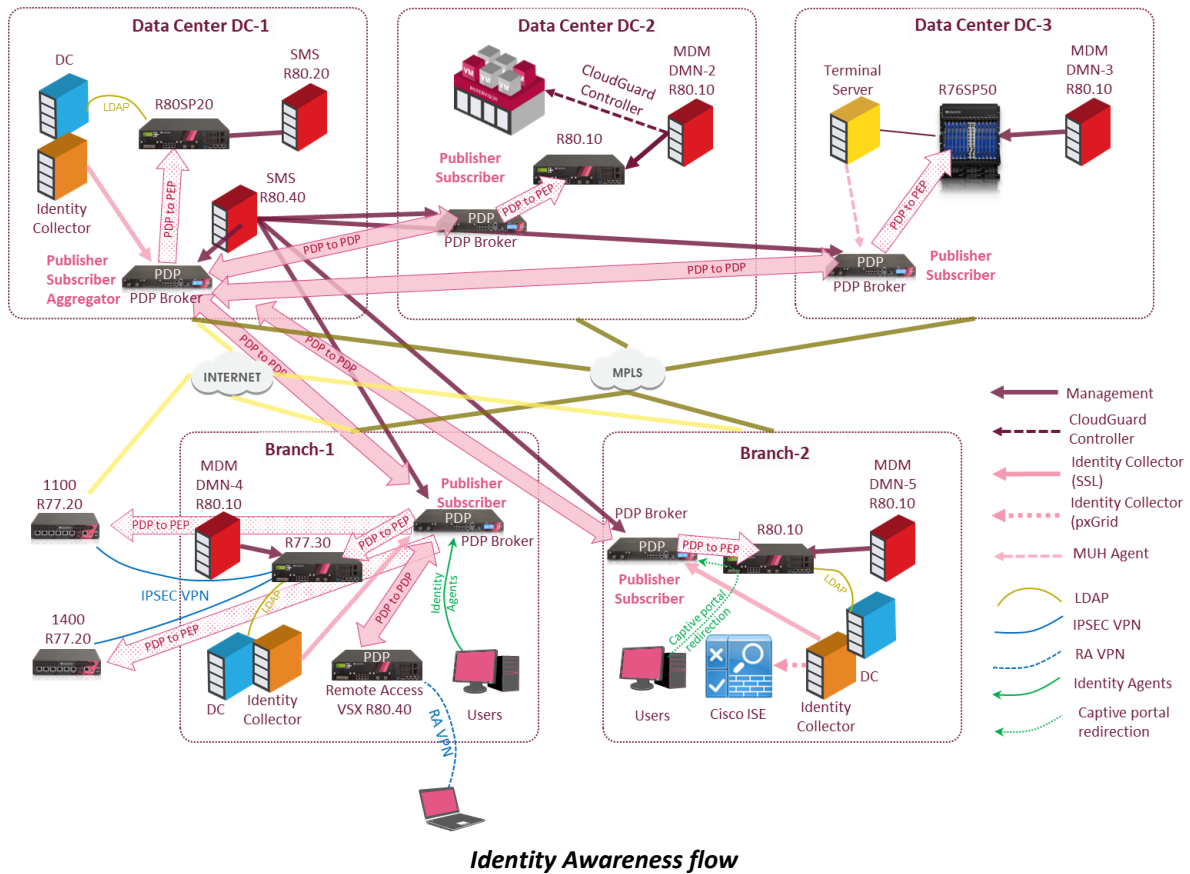 Data Center DC-1
DC
LDAP
R80SP20
SMS
R80.20
Identity
Collector
PDP to PEP
SMS
R80.40
Publisher
Subscriber
Aggregator
PDP
PDP Broker
Data Center DC-2
VM
VM
VM
HYPERVISOR
CloudGuard
Controller
MDM
DMN-2
R80.10
R80.10
Publisher
Subscriber
PDP to PEP
PDP
PDP Broker
PDP to PDP
Data Center DC-3
Terminal
Server
R76SP50
MDM
DMN-3
R80.10
PDP to PEP
PDP to PDP
PDP
PDP Broker
Publisher
Subscriber
PDP to PDP
PDP to PDP
INTERNET
MPLS
Branch-1
MDM
DMN-4
R80.10
1100
R77.20
PDP to PEP
R77.30
PDP to PEP
Publisher
Subscriber
PDP
PDP Broker
IPSEC VPN
1400
R77.20
PDP to PEP
LDAP
PDP to PDP
Identity
Agents
DC
Identity
Collector
PDP
Remote Access
VSX R80.40
Users
RA VPN
Branch-2
MDM
DMN-5
R80.10
PDP Broker
PDP
PDP to PEP
R80.10
Publisher
Subscriber
LDAP
Captive portal
redirection
Users
Cisco ISE
DC
Identity
Collector
Management
CloudGuard
Controller
Identity Collector
(SSL)
Identity Collector
(pxGrid
MUH Agent
LDAP
IPSEC VPN
RA VPN
Identity Agents
Captive portal
redirection
Identity Awareness flow